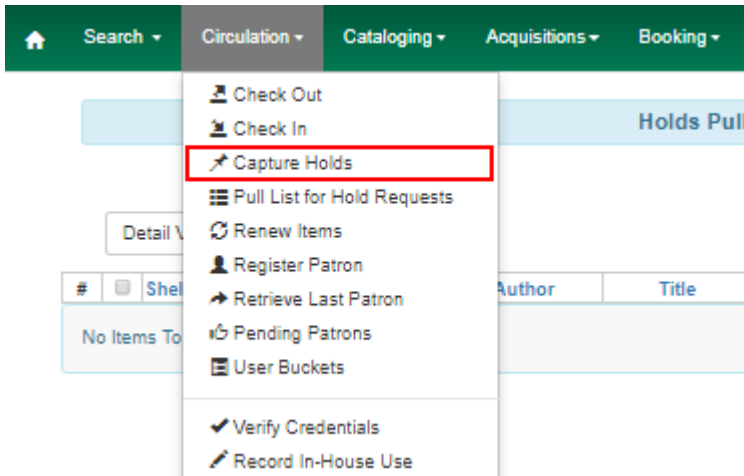 Search Circulation Cataloging Acquisitions Booking
Holds Pull
Check Out
Check In
Capture Holds
Pull List for Hold Requests
Renew Items
Register Patron
Retrieve Last Patron
Pending Patrons
User Buckets
Verify Credentials
Record In-House Use
Detail V
# Shel Author Title
No Items To